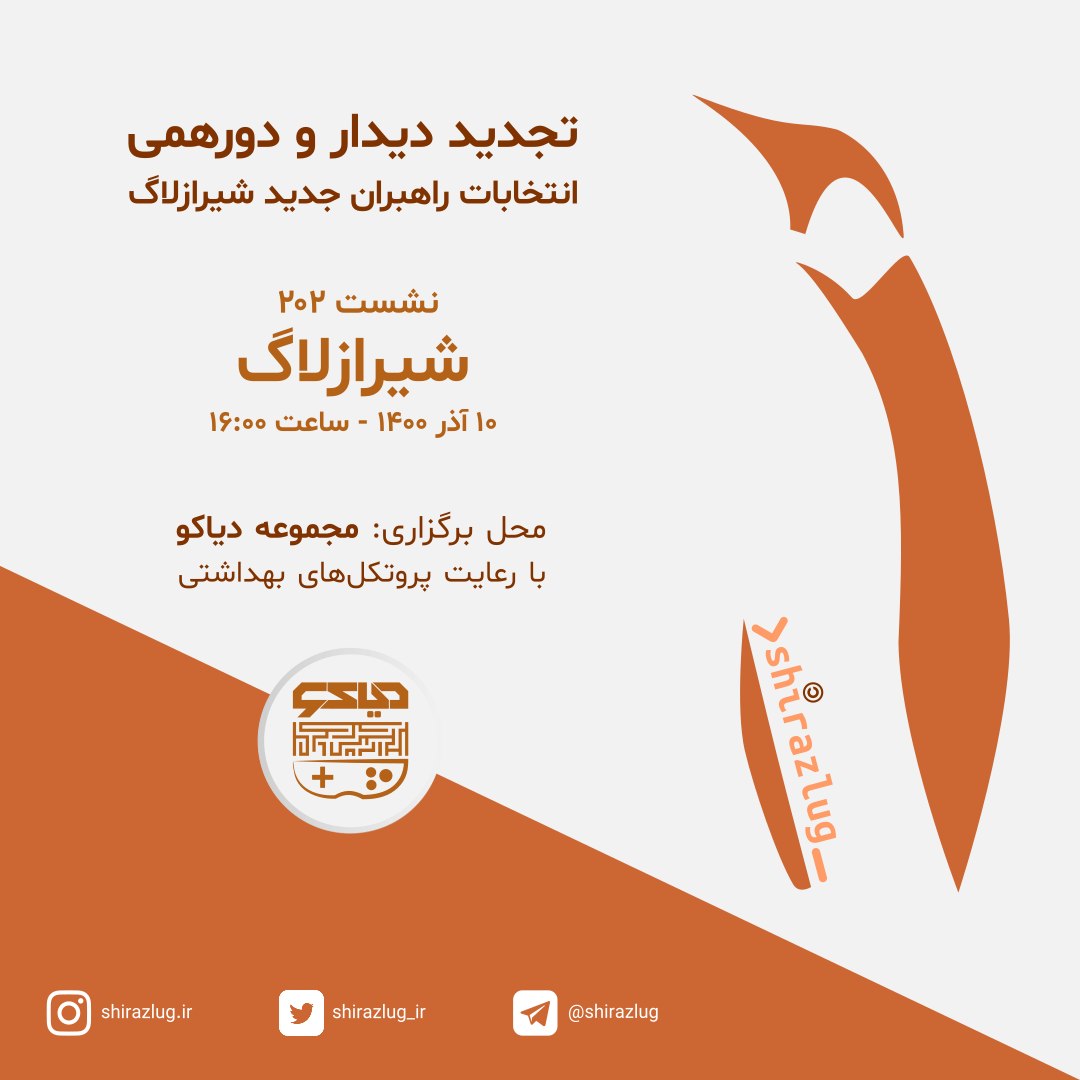 تجدید دیدار و دورهمی
انتخابات راهبران جدید شیرازلاگ
نشست ۲۰۲
شیرازلاگ
۱۰ آذر ۱۴۰۰ - ساعت ۱۶:۰۰
محل برگزاری: مجموعه دیاکو
با رعایت پروتکل‌های بهداشتی
shirazlug
دیاکو
shirazlug.ir
shirazlug_ir
@shirazlug